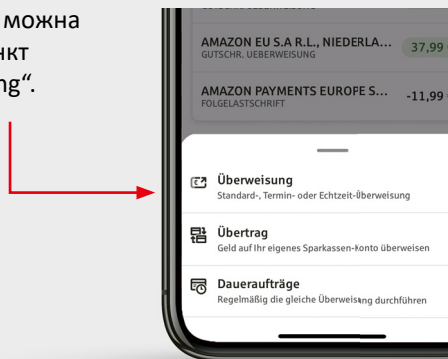 можна
нкт
ng“.
AMAZON EU S.A R.L., NIEDERLA...
37,99
GUTSCHR. UEBERWEISUNG
AMAZON PAYMENTS EUROPE S...
-11,99
FOLGELASTSCHRIFT
Überweisung
Standard-, Termin- oder Echtzeit-Überweisung
Übertrag
Geld auf Ihr eigenes Sparkassen-Konto überweisen
Daueraufträge
Regelmäßig die gleiche Überweisung durchführen